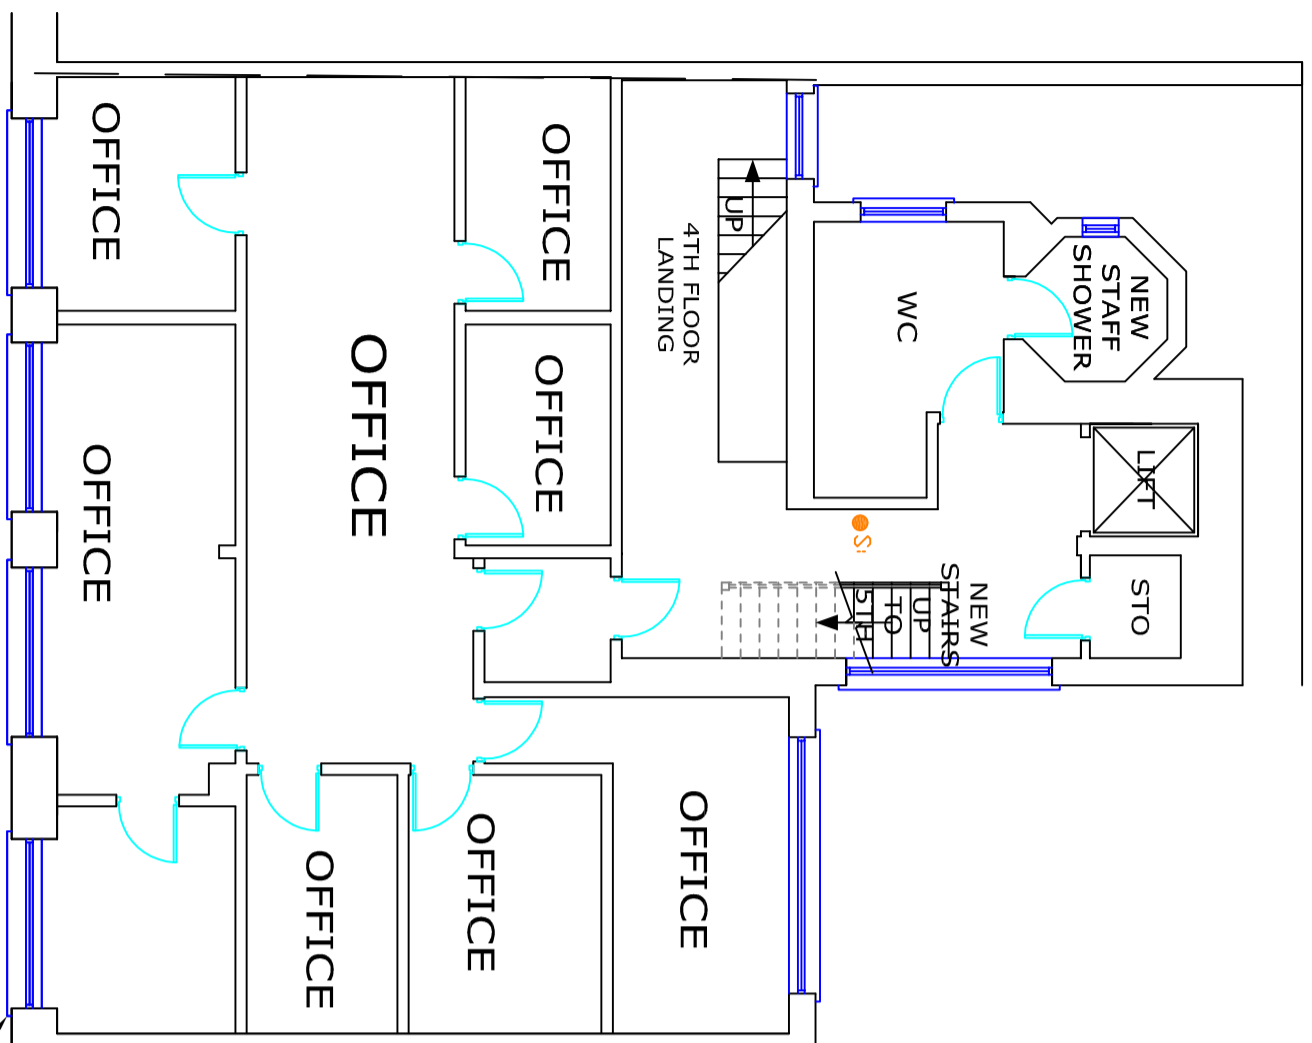 OFFICE
OFFICE
OFFICE
OFFICE
OFFICE
OFFICE
OFFICE
OFFICE
UP
4TH FLOOR
LANDING
WC
NEW
STAFF
SHOWER
LIFT
STO
NEW
STAIRS
UP
TO
5TH